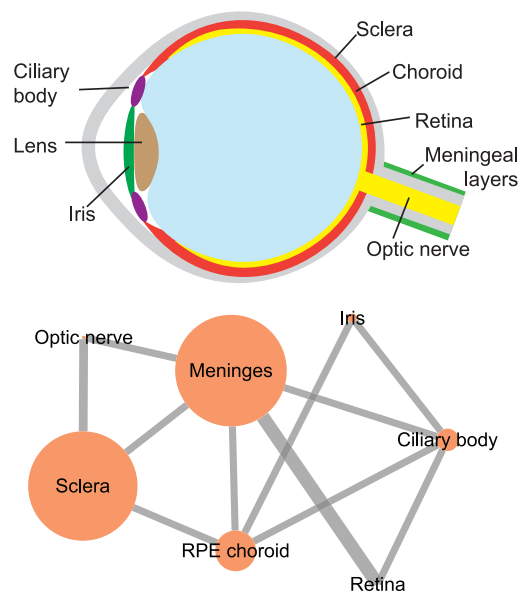 Sclera
Ciliary
body
Choroid
Retina
Lens
Meningeal
layers
Iris
Optic nerve
Iris
Optic nerve
Meninges
Ciliary body
Sclera
RPE choroid
Retina